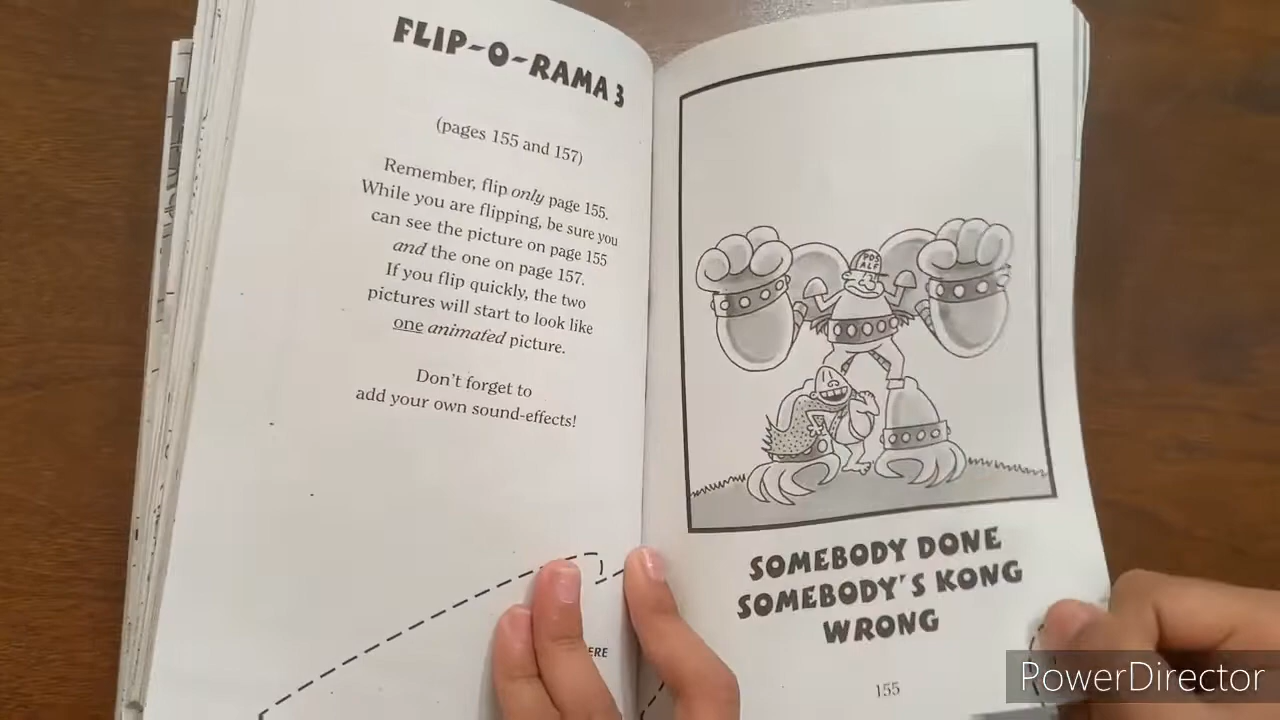 FLIP-O-RAMA 3
(pages 155 and 157)
Remember, flip only page 155.
While you are flipping, be sure you
can see the picture on page 155
and the one on page 157.
If you flip quickly, the two
pictures will start to look like
one animated picture.
Don't forget to
add your own sound-effects!
ERE
SOMEBODY DONE
SOMEBODY'S KONG
WRONG
155
PowerDirector